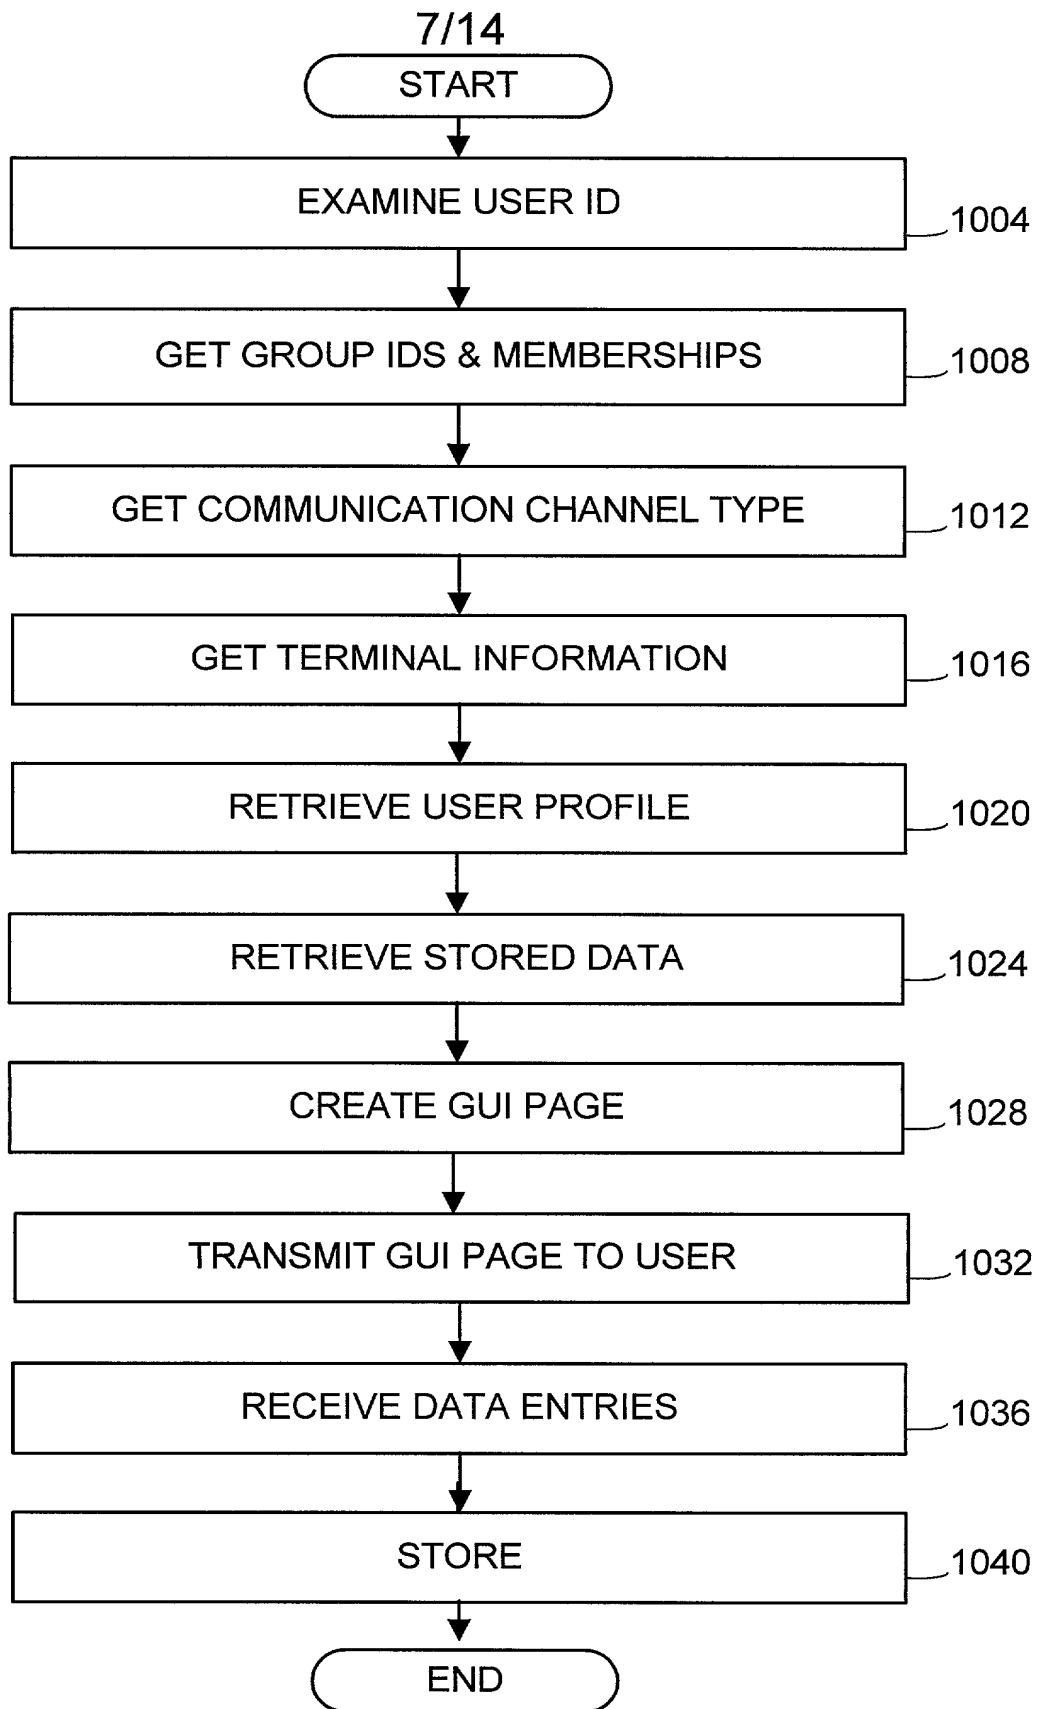 7/14
START
EXAMINE USER ID
1004
GET GROUP IDS & MEMBERSHIPS
1008
GET COMMUNICATION CHANNEL TYPE
1012
GET TERMINAL INFORMATION
1016
RETRIEVE USER PROFILE
1020
RETRIEVE STORED DATA
1024
CREATE GUI PAGE
1028
TRANSMIT GUI PAGE TO USER
1032
RECEIVE DATA ENTRIES
1036
STORE
1040
END